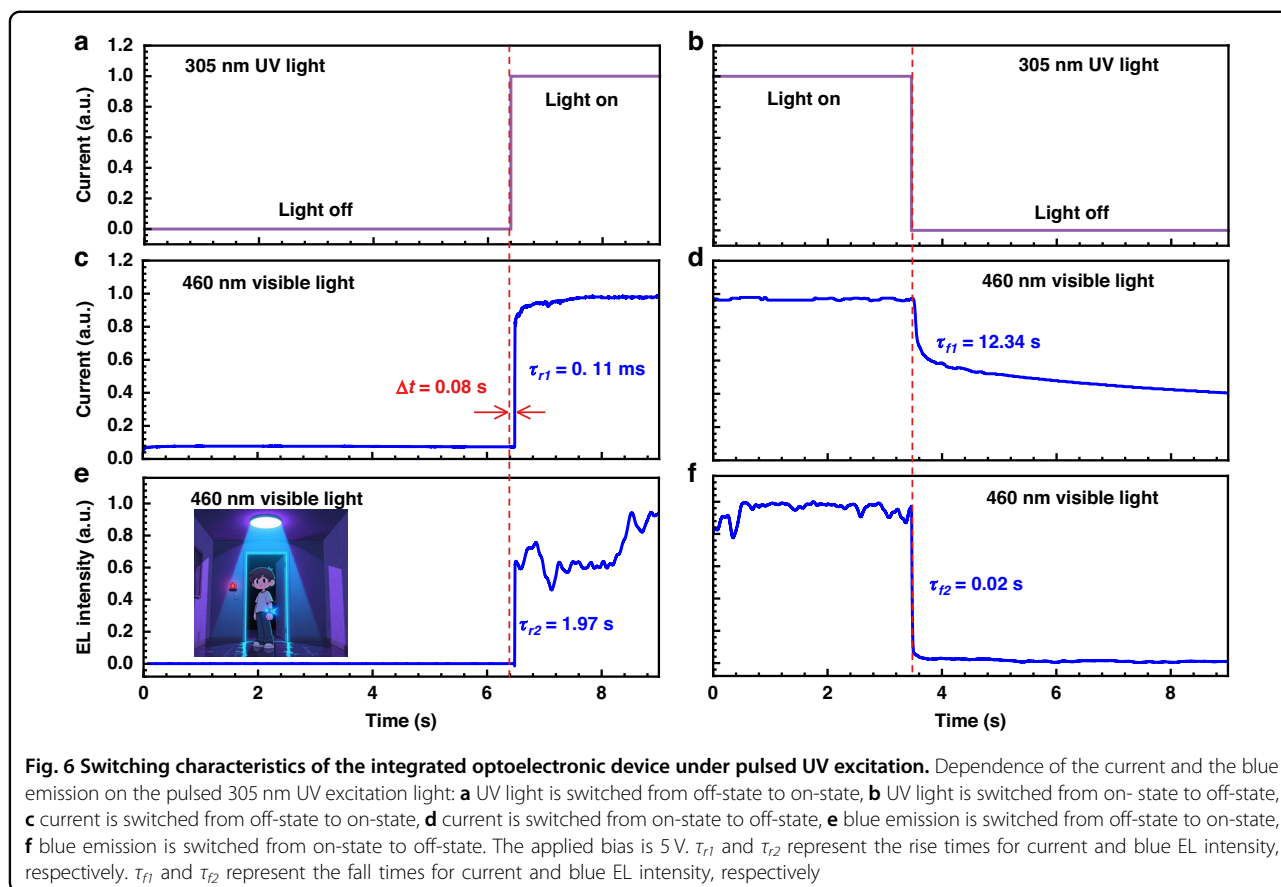 a
1.2
1.0
0.8
0.6
0.4
0.2
0.0
Current (a.u.)
305 nm UV light
Light on
Light off
b
305 nm UV light
Light on
Light off
c
1.2
1.0
0.8
0.6
0.4
0.2
0.0
Current (a.u.)
460 nm visible light
Δt = 0.08 s
τr1 = 0. 11 ms
d
460 nm visible light
τf1 = 12.34 s
e
1.0
0.8
0.6
0.4
0.2
0.0
EL intensity (a.u.)
460 nm visible light
τr2 = 1.97 s
0 2 4 6 8
Time (s)
f
460 nm visible light
τf2 = 0.02 s
0 2 4 6 8
Time (s)
Fig. 6 Switching characteristics of the integrated optoelectronic device under pulsed UV excitation. Dependence of the current and the blue
emission on the pulsed 305 nm UV excitation light: a UV light is switched from off-state to on-state, b UV light is switched from on- state to off-state,
c current is switched from off-state to on-state, d current is switched from on-state to off-state, e blue emission is switched from off-state to on-state,
f blue emission is switched from on-state to off-state. The applied bias is 5 V. τr1 and τr2 represent the rise times for current and blue EL intensity,
respectively. τf1 and τf2 represent the fall times for current and blue EL intensity, respectively